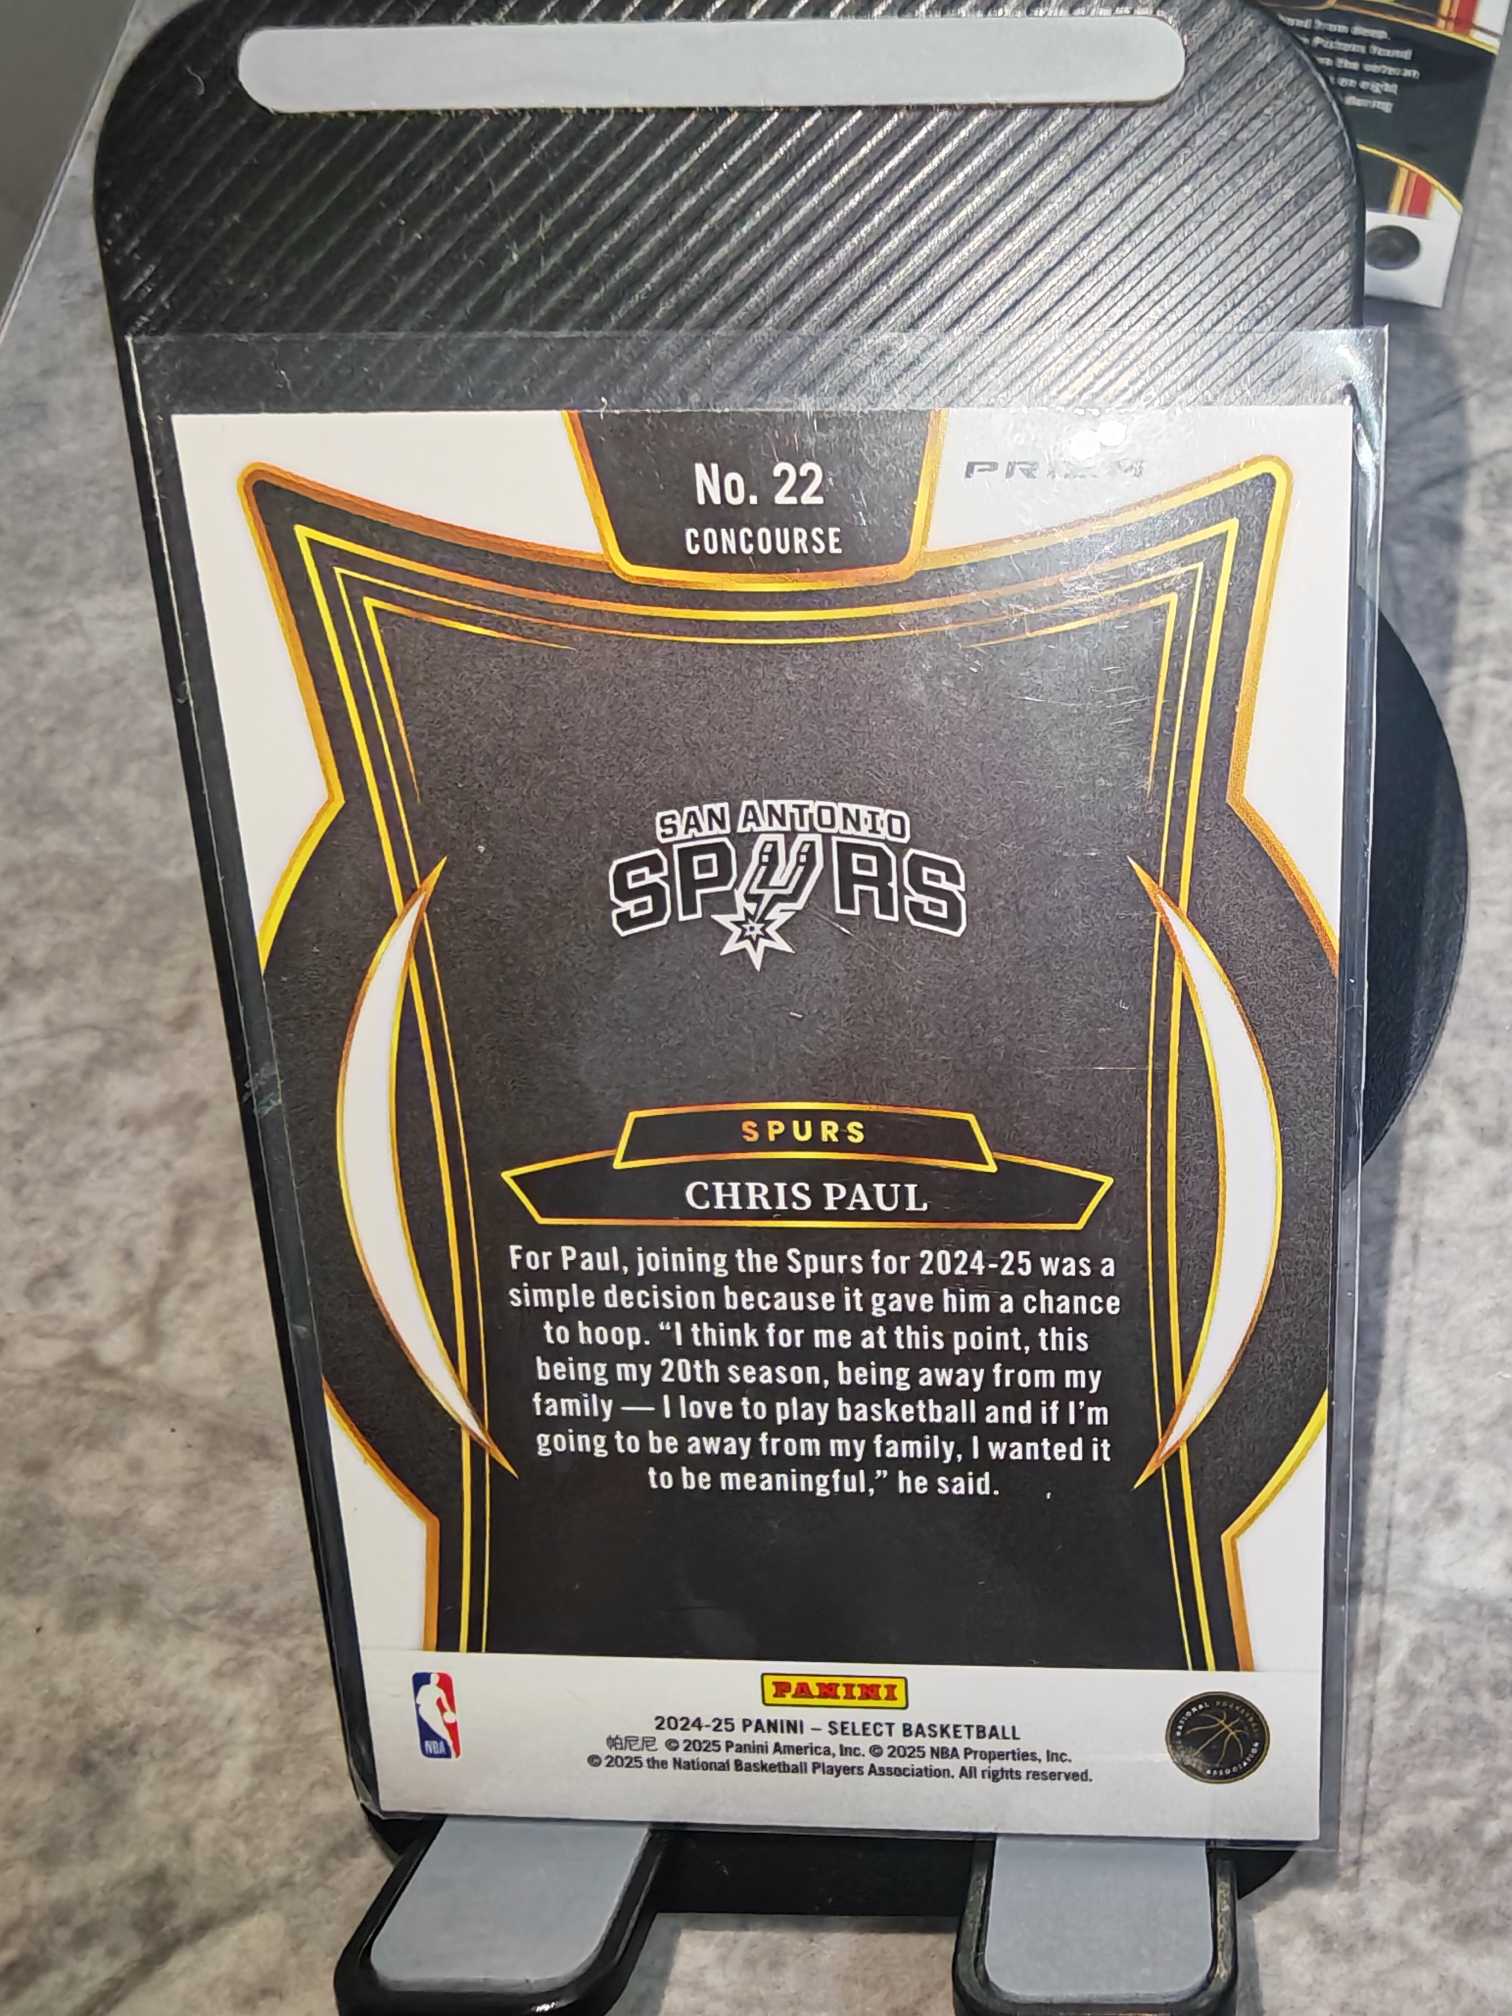 No. 22
CONCOURSE
PRIZM
SAN ANTONIO
SPURS
SPURS
CHRIS PAUL
For Paul, joining the Spurs for 2024-25 was a
simple decision because it gave him a chance
to hoop. “I think for me at this point, this
being my 20th season, being away from my
family — I love to play basketball and if I’m
going to be away from my family, I wanted it
to be meaningful,” he said.
PANINI
NBA
2024-25 PANINI – SELECT BASKETBALL
帕尼尼 © 2025 Panini America, Inc. © 2025 NBA Properties, Inc.
© 2025 the National Basketball Players Association. All rights reserved.